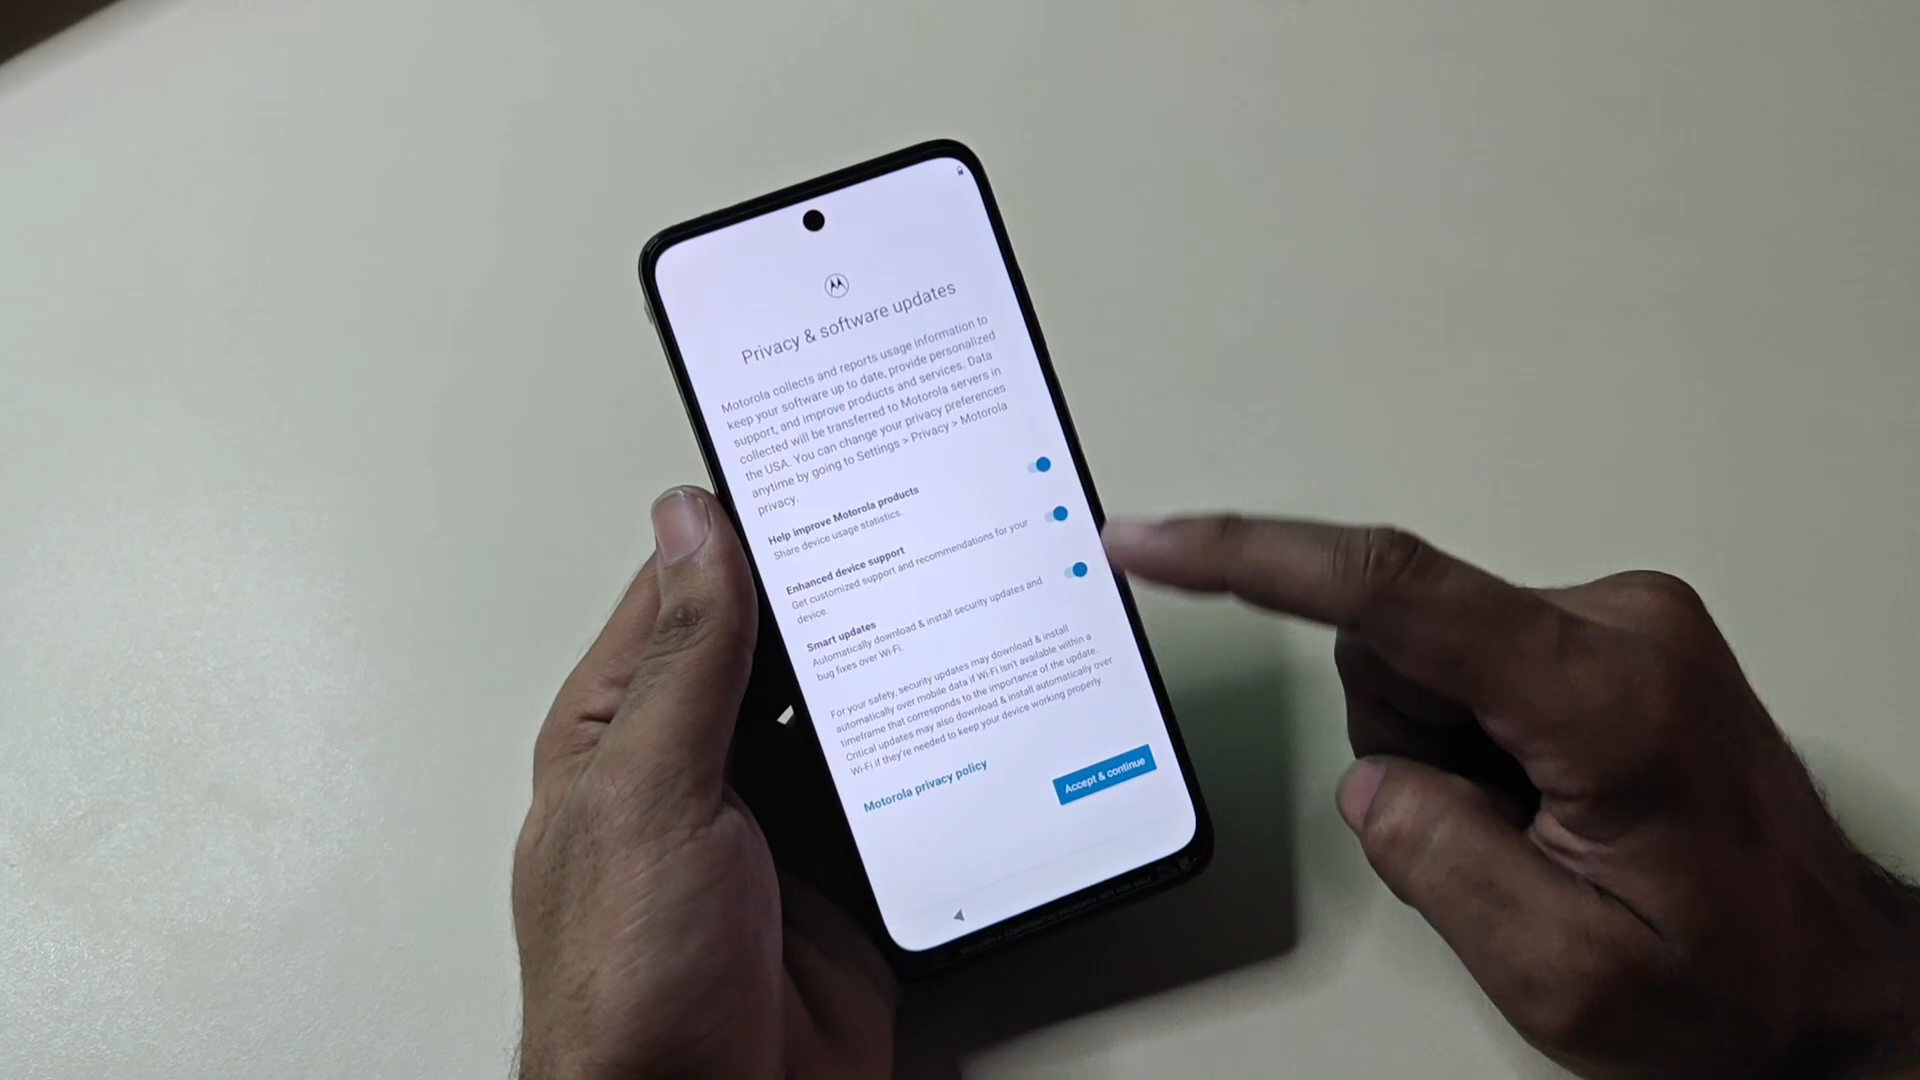 Privacy & software updates
Motorola collects and reports usage information to
keep your software up to date, provide personalized
support, and improve products and services. Data
collected will be transferred to Motorola servers in
the USA. You can change your privacy preferences
anytime by going to Settings > Privacy > Motorola
privacy.
Help improve Motorola products
Share device usage statistics.
Enhanced device support
Get customized support and recommendations for your
device.
Smart updates
Automatically download & install security updates and
bug fixes over Wi-Fi.
For your safety, security updates may download & install
automatically over mobile data if Wi-Fi isn't available within a
timeframe that corresponds to the importance of the update.
Critical updates may also download & install automatically over
Wi-Fi if they're needed to keep your device working properly.
Motorola privacy policy
Accept & continue